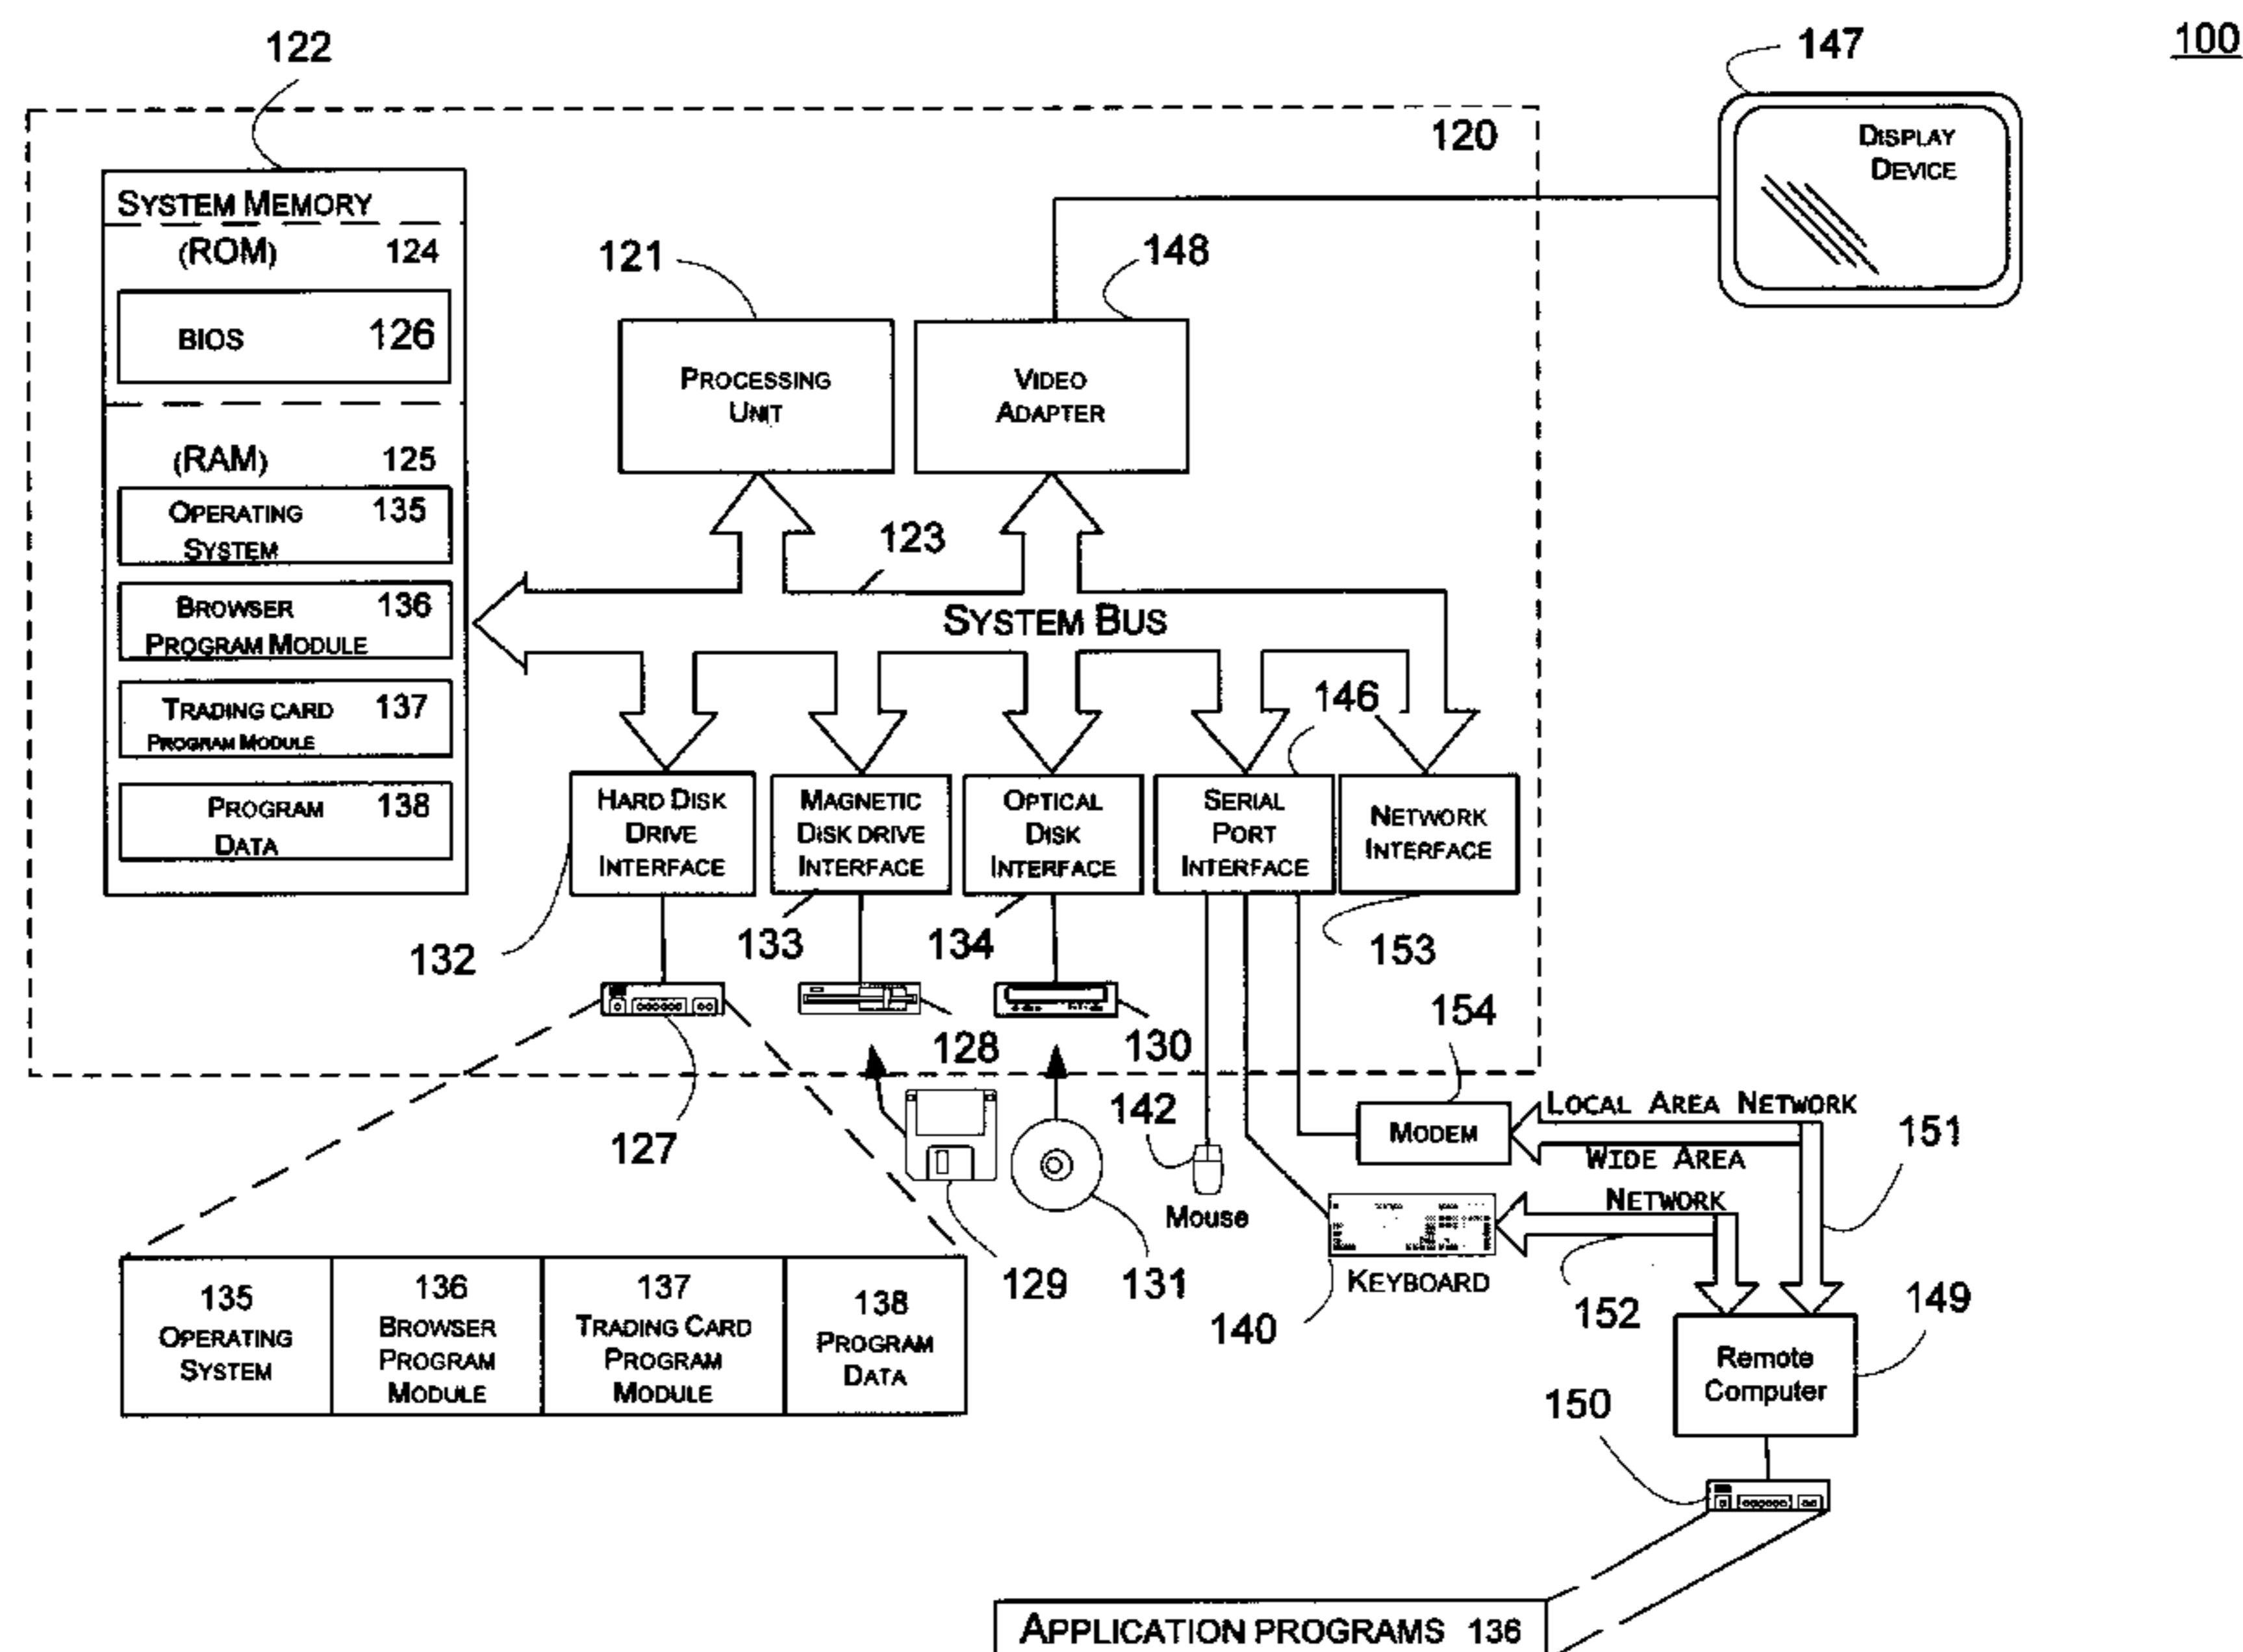 122
147
100
120
DISPLAY
DEVICE
SYSTEM MEMORY
(ROM) 124
BIOS 126
121
148
PROCESSING
UNIT
VIDEO
ADAPTER
(RAM) 125
OPERATING 135
SYSTEM
BROWSER 136
PROGRAM MODULE
TRADING CARD 137
PROGRAM MODULE
PROGRAM 138
DATA
123
SYSTEM BUS
146
HARD DISK
DRIVE
INTERFACE
MAGNETIC
DISK DRIVE
INTERFACE
OPTICAL
DISK
INTERFACE
SERIAL
PORT
INTERFACE
NETWORK
INTERFACE
132
133
134
153
128
130
154
127
142
Mouse
MODEM
LOCAL AREA NETWORK
WIDE AREA
NETWORK
151
129
131
KEYBOARD
140
152
149
Remote
Computer
150
135
OPERATING
SYSTEM
136
BROWSER
PROGRAM
MODULE
137
TRADING CARD
PROGRAM
MODULE
138
PROGRAM
DATA
APPLICATION PROGRAMS 136